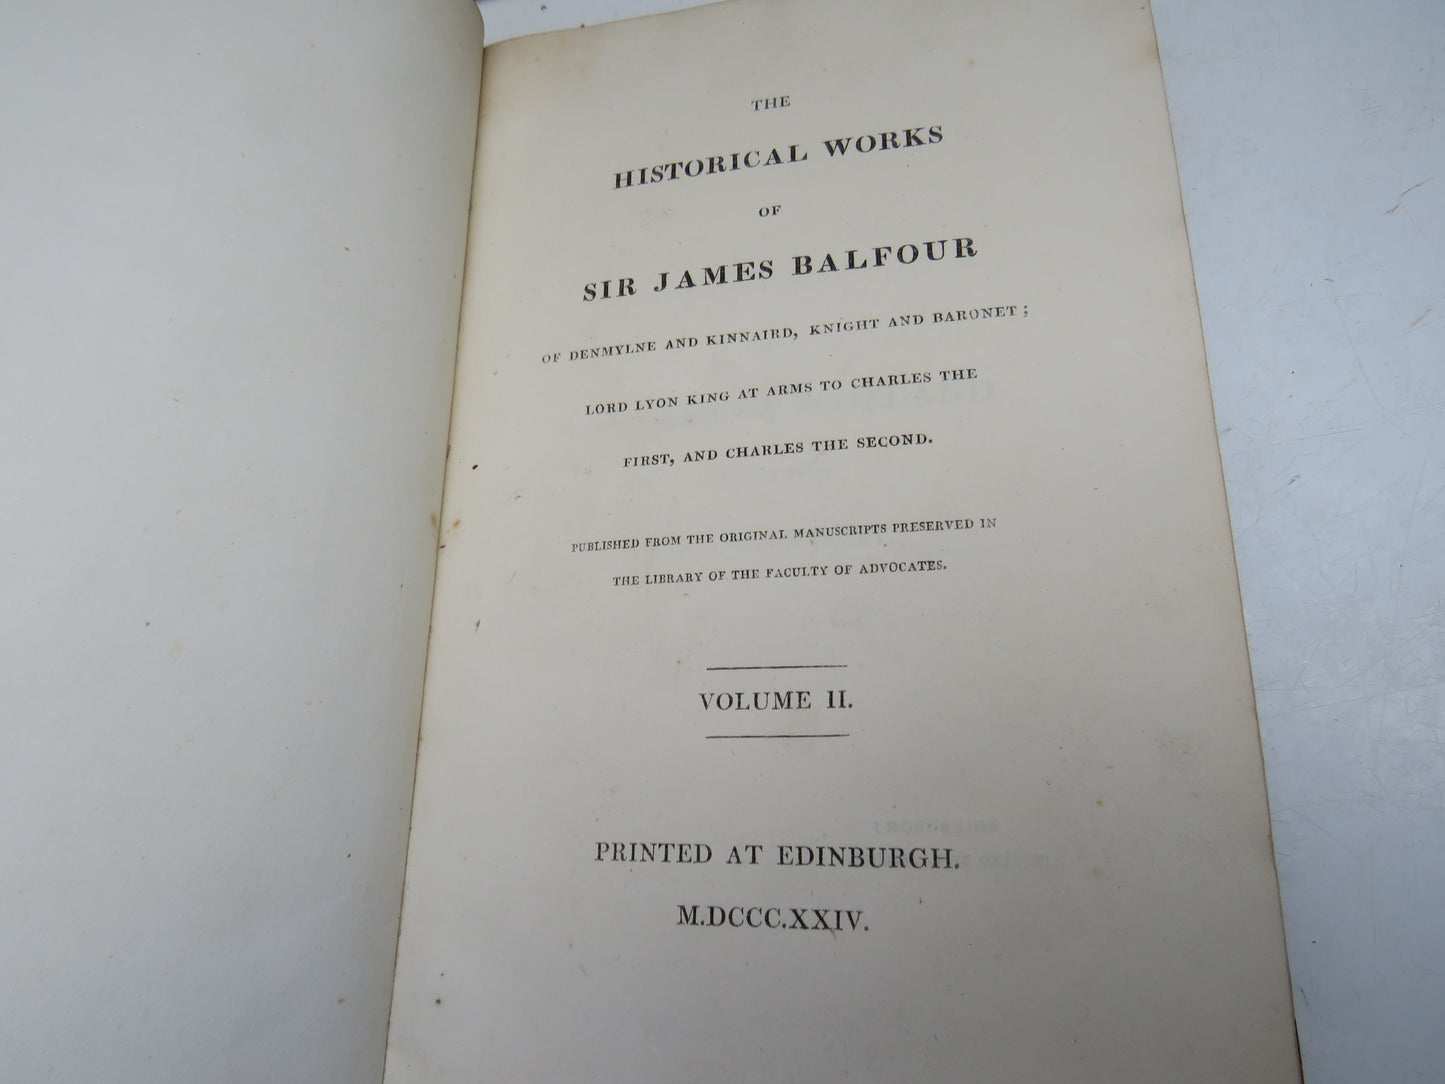 THE
HISTORICAL WORKS
OF
SIR JAMES BALFOUR
OF DENMYLNE AND KINNAIRD, KNIGHT AND BARONET;
LORD LYON KING AT ARMS TO CHARLES THE
FIRST, AND CHARLES THE SECOND.
PUBLISHED FROM THE ORIGINAL MANUSCRIPTS PRESERVED IN
THE LIBRARY OF THE FACULTY OF ADVOCATES.
VOLUME II.
PRINTED AT EDINBURGH.
M.DCCC.XXIV.